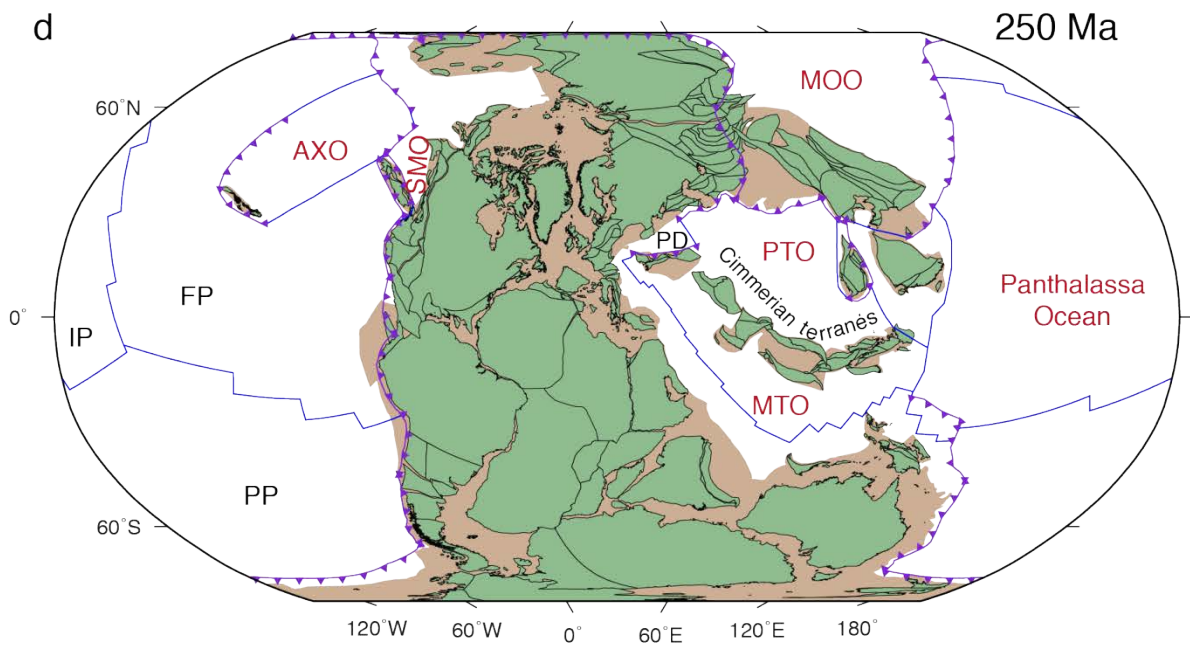 d
250 Ma
MOO
60°N
AXO
SMO
PD
PTO
Cimmerian terranés
Panthalassa
Ocean
FP
0°
IP
MTO
PP
60°S
120°W
60°W
0°
60°E
120°E
180°